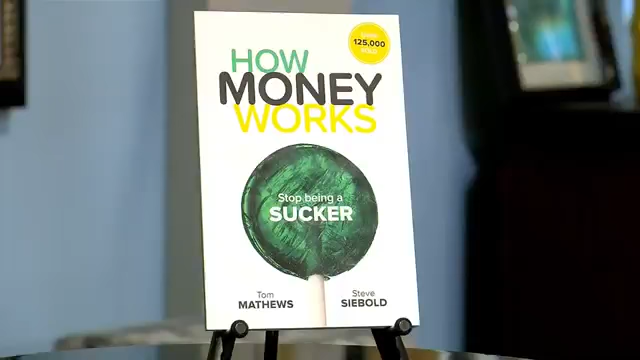 125,000
HOW
MONEY
WORKS
Stop being a
SUCKER
Tom
MATHEWS
Steve
SIEBOLD